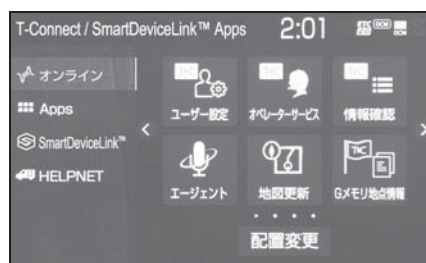 T-Connect / SmartDeviceLink™ Apps 2:01
オンライン
Apps
SmartDeviceLink™
HELPNET
ユーザー設定 オペレーターサービス 情報確認
エージェント 地図更新 Gメモリ地点情報
配置変更